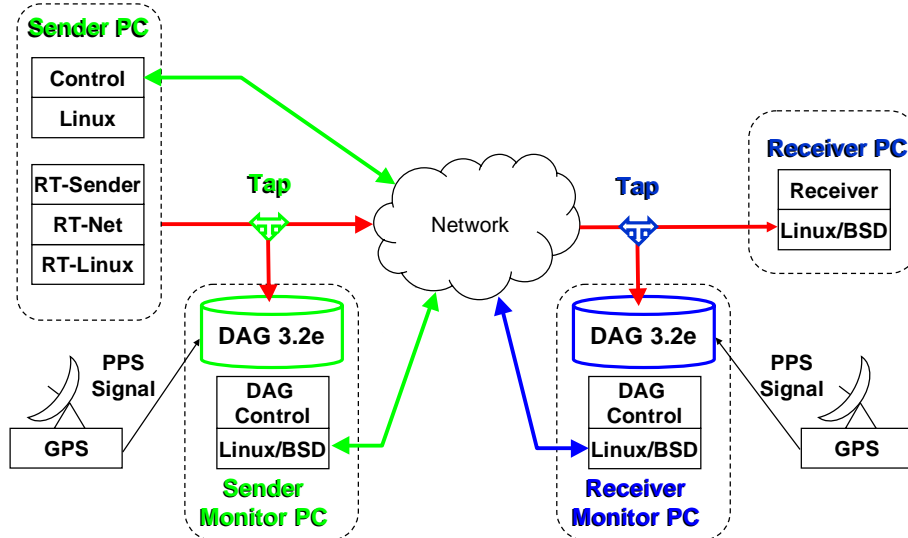 Sender PC
Control
Linux
RT-Sender
RT-Net
RT-Linux
Tap
Network
Tap
Receiver PC
Receiver
Linux/BSD
DAG 3.2e
PPS
Signal
GPS
DAG
Control
Linux/BSD
Sender
Monitor PC
DAG 3.2e
DAG
Control
Linux/BSD
Receiver
Monitor PC
PPS
Signal
GPS